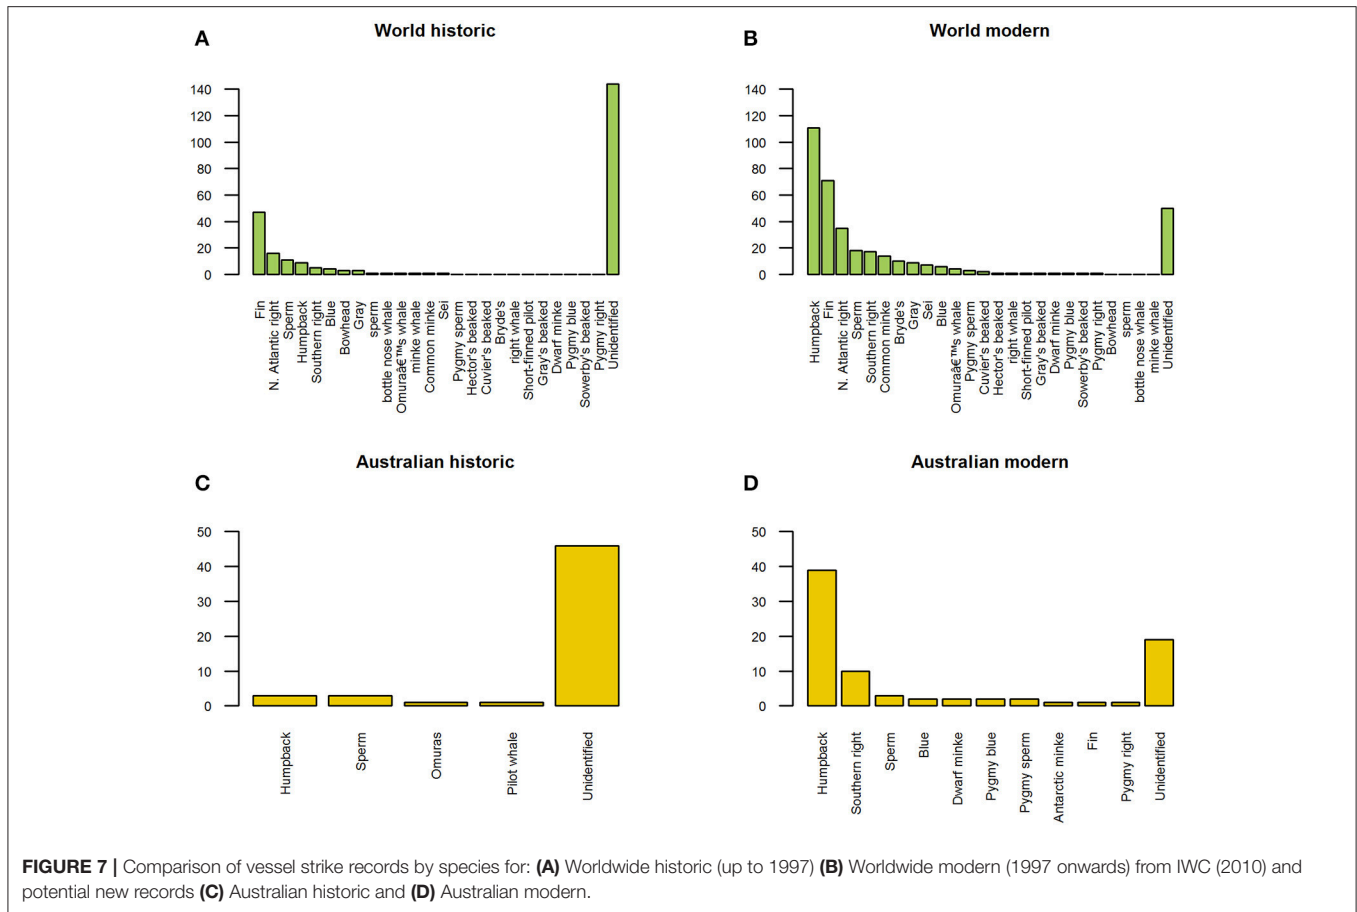 A
World historic
140
120
100
80
60
40
20
0
Fin
N. Atlantic right
Sperm
Humpback
Southern right
Blue
Bowhead
Gray
sperm
bottle nose whale
Omuraâ€™s whale
minke whale
Common minke
Sei
Pygmy sperm
Hector's beaked
Cuvier's beaked
Bryde's
right whale
Short-finned pilot
Gray's beaked
Dwarf minke
Pygmy blue
Sowerby's beaked
Pygmy right
Unidentified
B
World modern
140
120
100
80
60
40
20
0
Humpback
Fin
N. Atlantic right
Sperm
Southern right
Common minke
Bryde's
Gray
Sei
Blue
Omuraâ€™s whale
Pygmy sperm
Cuvier's beaked
Hector's beaked
right whale
Short-finned pilot
Gray's beaked
Dwarf minke
Pygmy blue
Sowerby's beaked
Pygmy right
Bowhead
sperm
bottle nose whale
minke whale
Unidentified
C
Australian historic
50
40
30
20
10
0
Humpback
Sperm
Omuras
Pilot whale
Unidentified
D
Australian modern
50
40
30
20
10
0
Humpback
Southern right
Sperm
Blue
Dwarf minke
Pygmy blue
Pygmy sperm
Antarctic minke
Fin
Pygmy right
Unidentified
FIGURE 7 | Comparison of vessel strike records by species for: (A) Worldwide historic (up to 1997) (B) Worldwide modern (1997 onwards) from IWC (2010) and
potential new records (C) Australian historic and (D) Australian modern.